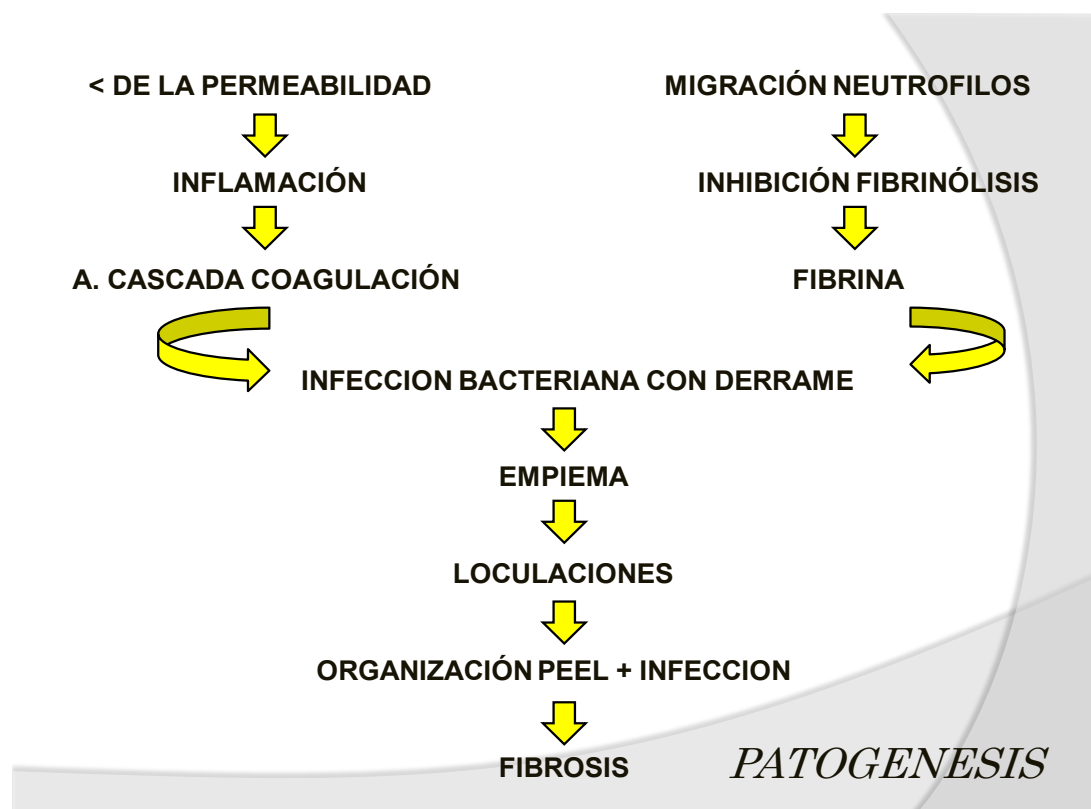 < DE LA PERMEABILIDAD
MIGRACIÓN NEUTROFILOS
INFLAMACIÓN
INHIBICIÓN FIBRINÓLISIS
A. CASCADA COAGULACIÓN
FIBRINA
INFECCION BACTERIANA CON DERRAME
EMPIEMA
LOCULACIONES
ORGANIZACIÓN PEEL + INFECCION
FIBROSIS
PATOGENESIS